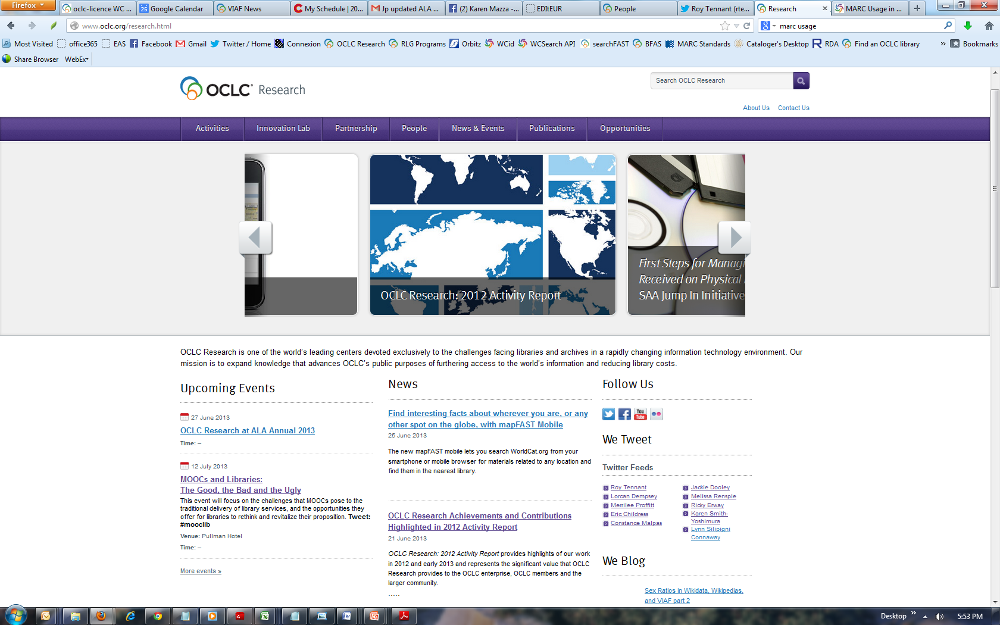 Firefox
oclc-licence WC ...
25 Google Calendar
VIAF News
My Schedule | 20...
Jp updated ALA ...
(2) Karen Mazza -...
EDItEUR
People
Roy Tennant (rte...
Research
MARC Usage in ...
www.oclc.org/research.html
marc usage
Most Visited office365 EAS Facebook Gmail Twitter / Home Connexion OCLC Research RLG Programs Orbitz WCid WCSearch API searchFAST BFAS MARC Standards Cataloger's Desktop RDA Find an OCLC library » Bookmarks
Share Browser WebEx
OCLC Research
Search OCLC Research
About Us Contact Us
Activities Innovation Lab Partnership People News & Events Publications Opportunities
OCLC Research: 2012 Activity Report
First Steps for Managi
Received on Physical
SAA Jump In Initiative
OCLC Research is one of the world's leading centers devoted exclusively to the challenges facing libraries and archives in a rapidly changing information technology environment. Our
mission is to expand knowledge that advances OCLC's public purposes of furthering access to the world's information and reducing library costs.
Upcoming Events
27 June 2013
OCLC Research at ALA Annual 2013
Time: –
12 July 2013
MOOCs and Libraries:
The Good, the Bad and the Ugly
This event will focus on the challenges that MOOCs pose to the
traditional delivery of library services, and the opportunities they
offer for libraries to rethink and revitalize their proposition. Tweet:
#mooclib
Venue: Pullman Hotel
Time: –
More events »
News
Find interesting facts about wherever you are, or any
other spot on the globe, with mapFAST Mobile
25 June 2013
The new mapFAST mobile lets you search WorldCat.org from your
smartphone or mobile browser for materials related to any location and
find them in the nearest library.
OCLC Research Achievements and Contributions
Highlighted in 2012 Activity Report
21 June 2013
OCLC Research: 2012 Activity Report provides highlights of our work
in 2012 and early 2013 and represents the significant value that OCLC
Research provides to the OCLC enterprise, OCLC members and the
larger community.
Follow Us
You
Tube
We Tweet
Twitter Feeds
Roy Tennant
Lorcan Dempsey
Merrilee Proffitt
Eric Childress
Constance Malpas
Jackie Dooley
Melissa Renspie
Ricky Erway
Karen Smith-
Yoshimura
Lynn Silipigni
Connaway
We Blog
Sex Ratios in Wikidata, Wikipedias,
and VIAF part 2
Desktop » 5:53 PM